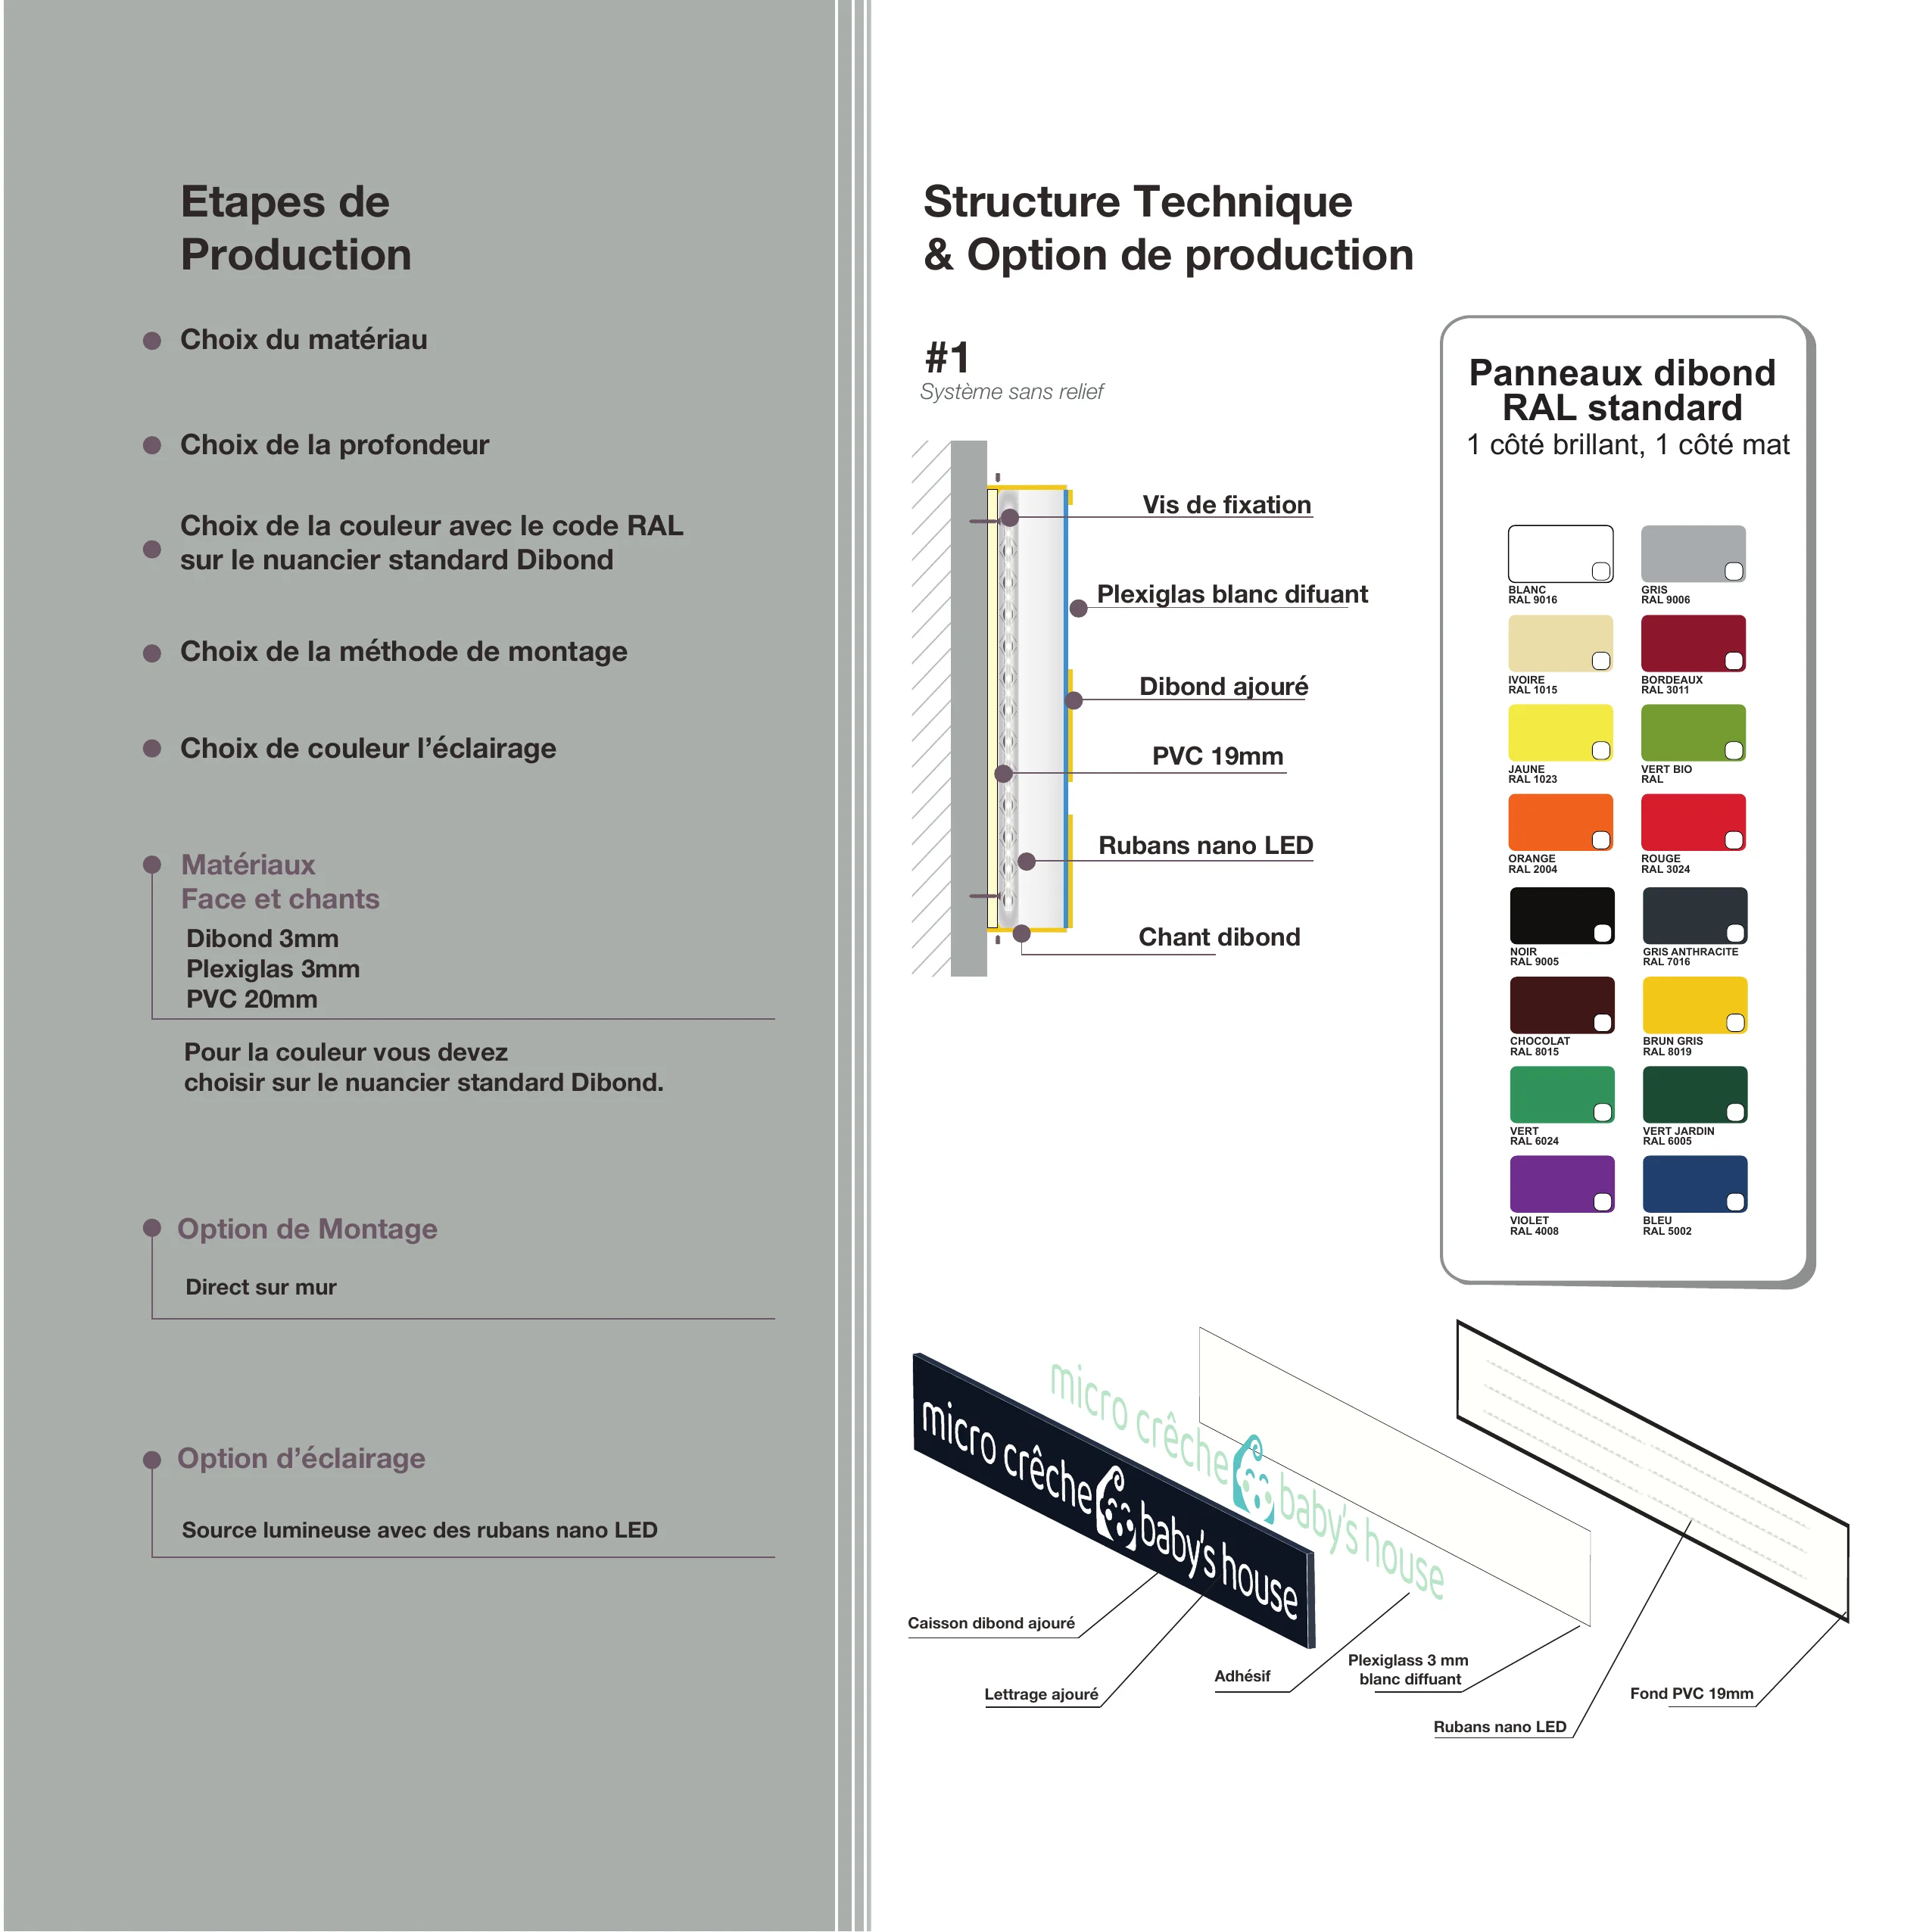 Etapes de
Production
Choix du matériau
Choix de la profondeur
Choix de la couleur avec le code RAL
sur le nuancier standard Dibond
Choix de la méthode de montage
Choix de couleur l’éclairage
Matériaux
Face et chants
Dibond 3mm
Plexiglas 3mm
PVC 20mm
Pour la couleur vous devez
choisir sur le nuancier standard Dibond.
Option de Montage
Direct sur mur
Option d’éclairage
Source lumineuse avec des rubans nano LED
Structure Technique
& Option de production
#1
Système sans relief
Vis de fixation
Plexiglas blanc difuant
Dibond ajouré
PVC 19mm
Rubans nano LED
Chant dibond
Panneaux dibond
RAL standard
1 côté brillant, 1 côté mat
BLANC
RAL 9016
GRIS
RAL 9006
IVOIRE
RAL 1015
BORDEAUX
RAL 3011
JAUNE
RAL 1023
VERT BIO
RAL
ORANGE
RAL 2004
ROUGE
RAL 3024
NOIR
RAL 9005
GRIS ANTHRACITE
RAL 7016
CHOCOLAT
RAL 8015
BRUN GRIS
RAL 8019
VERT
RAL 6024
VERT JARDIN
RAL 6005
VIOLET
RAL 4008
BLEU
RAL 5002
micro crêche baby's house
micro crêche baby's house
Caisson dibond ajouré
Lettrage ajouré
Adhésif
Plexiglass 3 mm
blanc diffuant
Rubans nano LED
Fond PVC 19mm